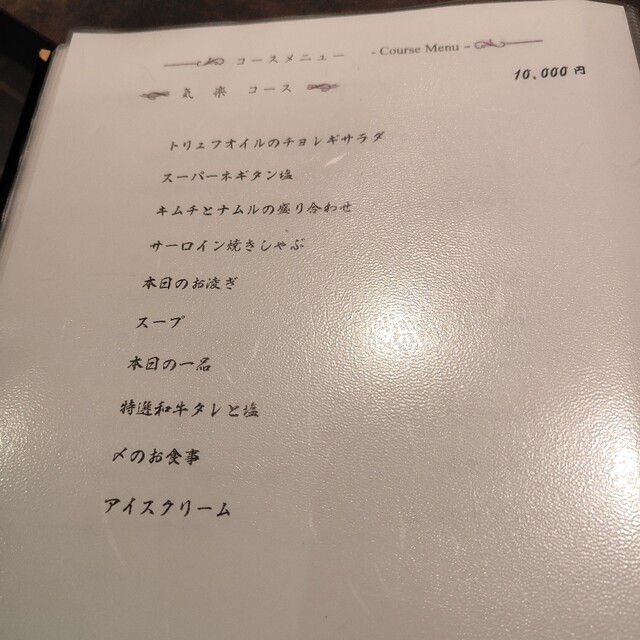 コースメニュー - Course Menu -
気 楽 コース
10,000 円
トリュフオイルのチョレギサラダ
スーパーネギタン塩
キムチとナムルの盛り合わせ
サーロイン焼きしゃぶ
本日のお凌ぎ
スープ
本日の一品
特選和牛タレと塩
〆のお食事
アイスクリーム